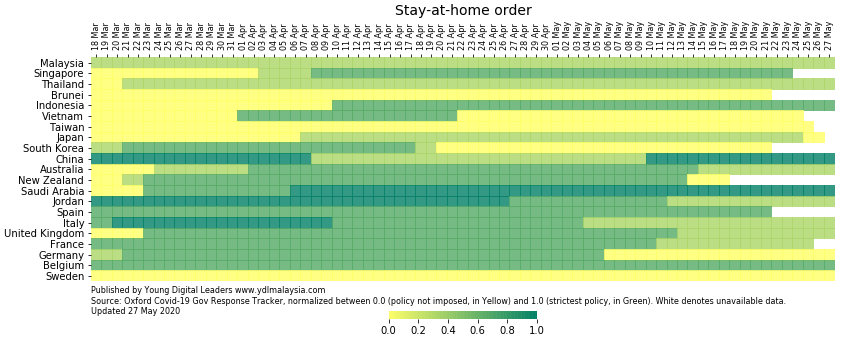 Stay-at-home order
18 Mar 19 Mar 20 Mar 21 Mar 22 Mar 23 Mar 24 Mar 25 Mar 26 Mar 27 Mar 28 Mar 29 Mar 30 Mar 31 Mar 01 Apr 02 Apr 03 Apr 04 Apr 05 Apr 06 Apr 07 Apr 08 Apr 09 Apr 10 Apr 11 Apr 12 Apr 13 Apr 14 Apr 15 Apr 16 Apr 17 Apr 18 Apr 19 Apr 20 Apr 21 Apr 22 Apr 23 Apr 24 Apr 25 Apr 26 Apr 27 Apr 28 Apr 29 Apr 30 Apr 01 May 02 May 03 May 04 May 05 May 06 May 07 May 08 May 09 May 10 May 11 May 12 May 13 May 14 May 15 May 16 May 17 May 18 May 19 May 20 May 21 May 22 May 23 May 24 May 25 May 26 May 27 May
Malaysia
Singapore
Thailand
Brunei
Indonesia
Vietnam
Taiwan
Japan
South Korea
China
Australia
New Zealand
Saudi Arabia
Jordan
Spain
Italy
United Kingdom
France
Germany
Belgium
Sweden
Published by Young Digital Leaders www.ydlmalaysia.com
Source: Oxford Covid-19 Gov Response Tracker, normalized between 0.0 (policy not imposed, in Yellow) and 1.0 (strictest policy, in Green). White denotes unavailable data.
Updated 27 May 2020
0.0 0.2 0.4 0.6 0.8 1.0